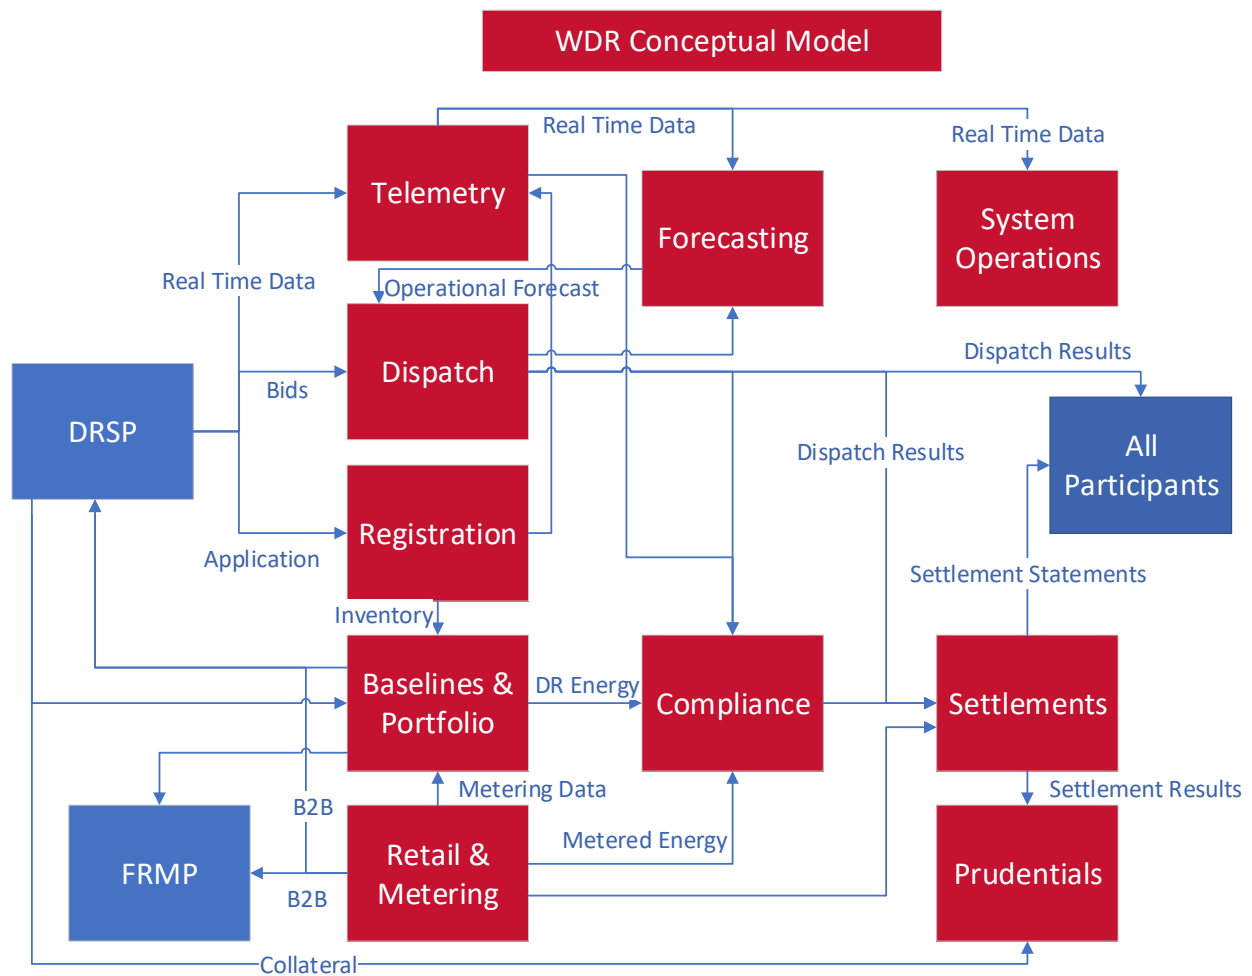 WDR Conceptual Model
Real Time Data
Real Time Data
Telemetry
Forecasting
System
Operations
Real Time Data
Operational Forecast
Dispatch
Bids
Dispatch Results
DRSP
All
Participants
Dispatch Results
Registration
Application
Settlement Statements
Inventory
Baselines &
Portfolio
DR Energy
Compliance
Settlements
Metering Data
Settlement Results
B2B
Metered Energy
FRMP
Retail &
Metering
Prudentials
B2B
Collateral